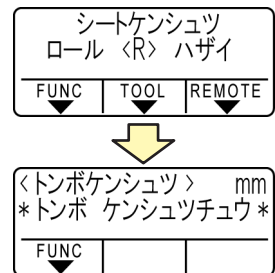 シートケンシュツ
ロール 〈R〉 ハザイ
FUNC TOOL REMOTE
〈トンボケンシュツ〉 mm
*トンボ ケンシュツチュウ*
FUNC